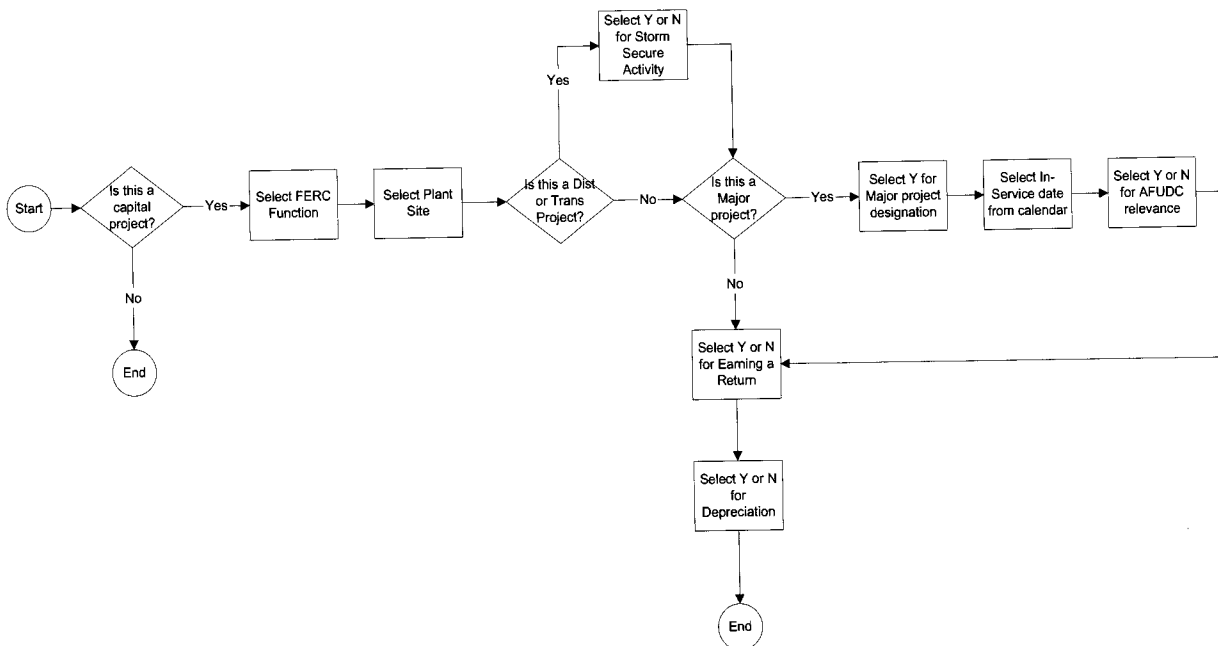 Select Y or N
for Storm
Secure
Activity
Yes
Start
Is this a
capital
project?
Yes
Select FERC
Function
Select Plant
Site
Is this a Dist
or Trans
Project?
No
Is this a
Major
project?
Yes
Select Y for
Major project
designation
Select In-
Service date
from calendar
Select Y or N
for AFUDC
relevance
No
End
No
Select Y or N
for Earning a
Return
Select Y or N
for
Depreciation
End